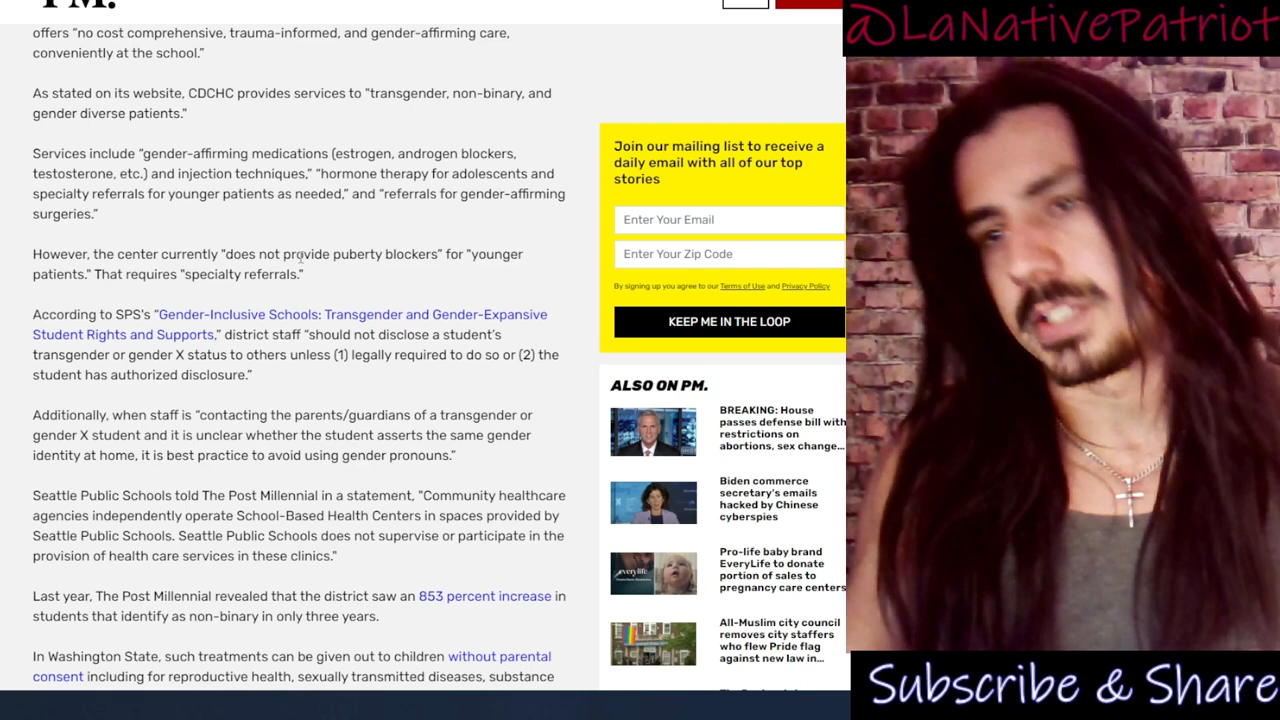 PM.
@LaNativePatriot
offers “no cost comprehensive, trauma-informed, and gender-affirming care,
conveniently at the school.”
As stated on its website, CDCHC provides services to "transgender, non-binary, and
gender diverse patients."
Services include “gender-affirming medications (estrogen, androgen blockers,
testosterone, etc.) and injection techniques,” “hormone therapy for adolescents and
specialty referrals for younger patients as needed,” and “referrals for gender-affirming
surgeries.”
However, the center currently "does not provide puberty blockers" for "younger
patients." That requires "specialty referrals."
According to SPS's “Gender-Inclusive Schools: Transgender and Gender-Expansive
Student Rights and Supports,” district staff “should not disclose a student’s
transgender or gender X status to others unless (1) legally required to do so or (2) the
student has authorized disclosure.”
Additionally, when staff is “contacting the parents/guardians of a transgender or
gender X student and it is unclear whether the student asserts the same gender
identity at home, it is best practice to avoid using gender pronouns.”
Seattle Public Schools told The Post Millennial in a statement, "Community healthcare
agencies independently operate School-Based Health Centers in spaces provided by
Seattle Public Schools. Seattle Public Schools does not supervise or participate in the
provision of health care services in these clinics."
Last year, The Post Millennial revealed that the district saw an 853 percent increase in
students that identify as non-binary in only three years.
In Washington State, such treatments can be given out to children without parental
consent including for reproductive health, sexually transmitted diseases, substance
Join our mailing list to receive a
daily email with all of our top
stories
Enter Your Email
Enter Your Zip Code
By signing up you agree to our Terms of Use and Privacy Policy
KEEP ME IN THE LOOP
ALSO ON PM.
BREAKING: House
passes defense bill with
restrictions on
abortions, sex change...
Biden commerce
secretary's emails
hacked by Chinese
cyberspies
everylife
Pro-life baby brand
EveryLife to donate
portion of sales to
pregnancy care centers
All-Muslim city council
removes city staffers
who flew Pride flag
against new law in...
Subscribe & Share